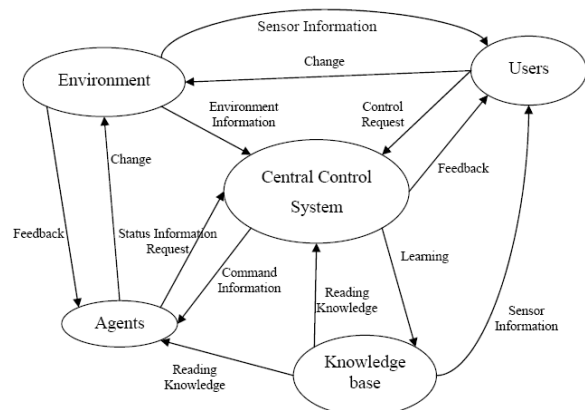 Sensor Information
Change
Environment
Users
Environment
Information
Control
Request
Central Control
System
Feedback
Change
Feedback
Status Information
Request
Command
Information
Learning
Reading
Knowledge
Sensor
Information
Agents
Reading
Knowledge
Knowledge
base